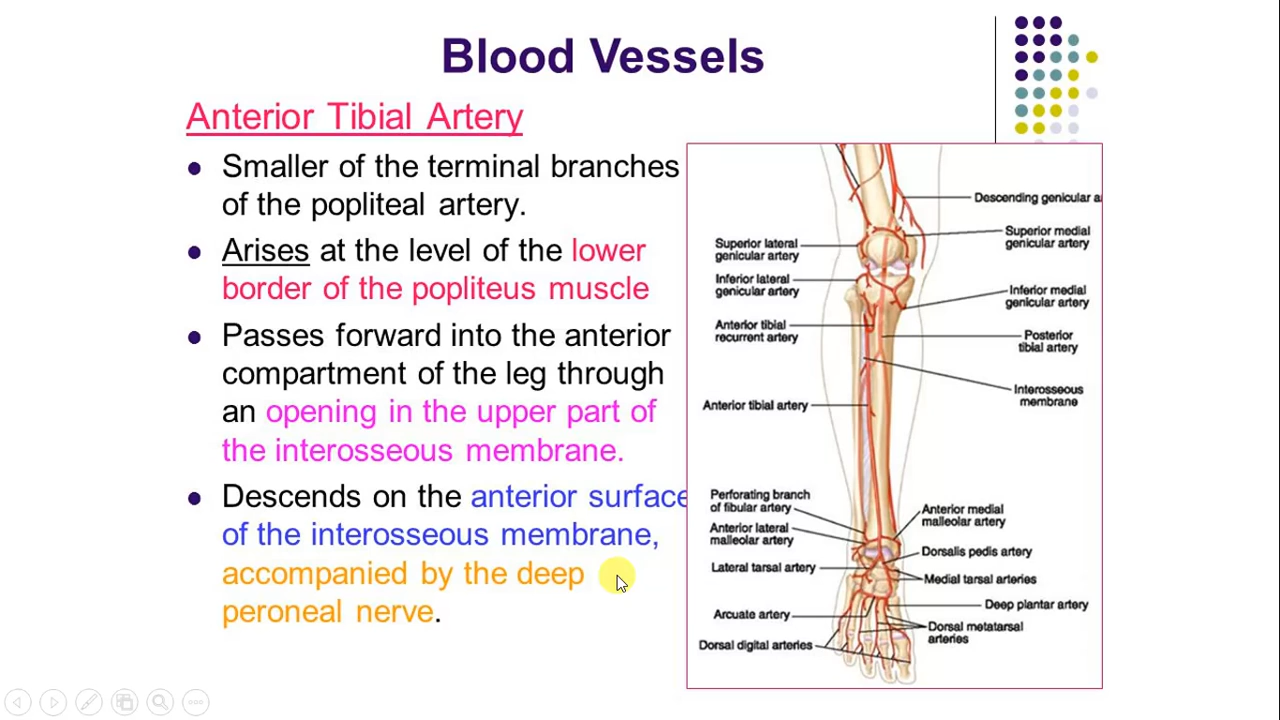 Blood Vessels
Anterior Tibial Artery
Smaller of the terminal branches
of the popliteal artery.
Arises at the level of the lower
border of the popliteus muscle
Passes forward into the anterior
compartment of the leg through
an opening in the upper part of
the interosseous membrane.
Descends on the anterior surface
of the interosseous membrane,
accompanied by the deep
peroneal nerve.
Descending genicular a
Superior lateral
genicular artery
Superior medial
genicular artery
Inferior lateral
genicular artery
Inferior medial
genicular artery
Anterior tibial
recurrent artery
Posterior
tibial artery
Interosseous
membrane
Anterior tibial artery
Perforating branch
of fibular artery
Anterior medial
malleolar artery
Anterior lateral
malleolar artery
Dorsalis pedis artery
Lateral tarsal artery
Medial tarsal arteries
Deep plantar artery
Arcuate artery
Dorsal metatarsal
arteries
Dorsal digital arteries